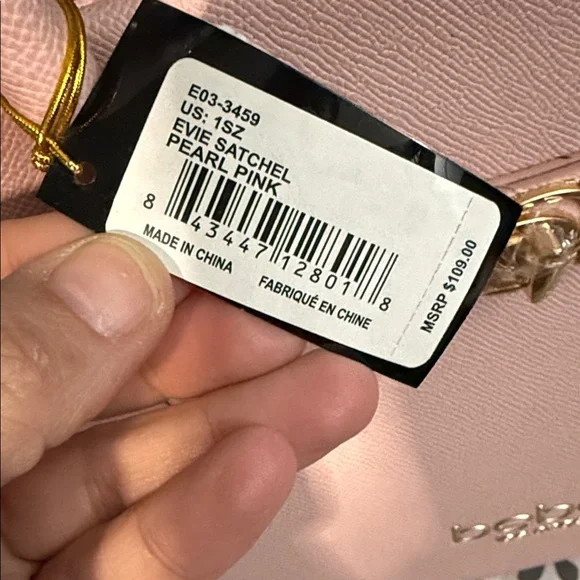 E03-3459
US: 1SZ
EVIE SATCHEL
PEARL PINK
8 43447 12801 8
MADE IN CHINA
FABRIQUÉ EN CHINE
MSRP $109.00